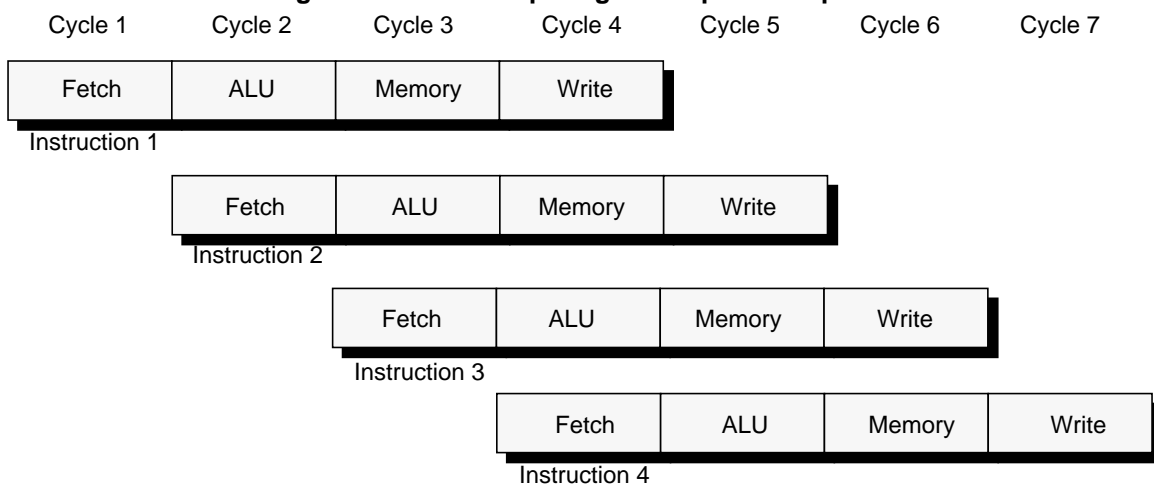 Cycle 1 Cycle 2 Cycle 3 Cycle 4 Cycle 5 Cycle 6 Cycle 7
Fetch ALU Memory Write
Instruction 1
Fetch ALU Memory Write
Instruction 2
Fetch ALU Memory Write
Instruction 3
Fetch ALU Memory Write
Instruction 4